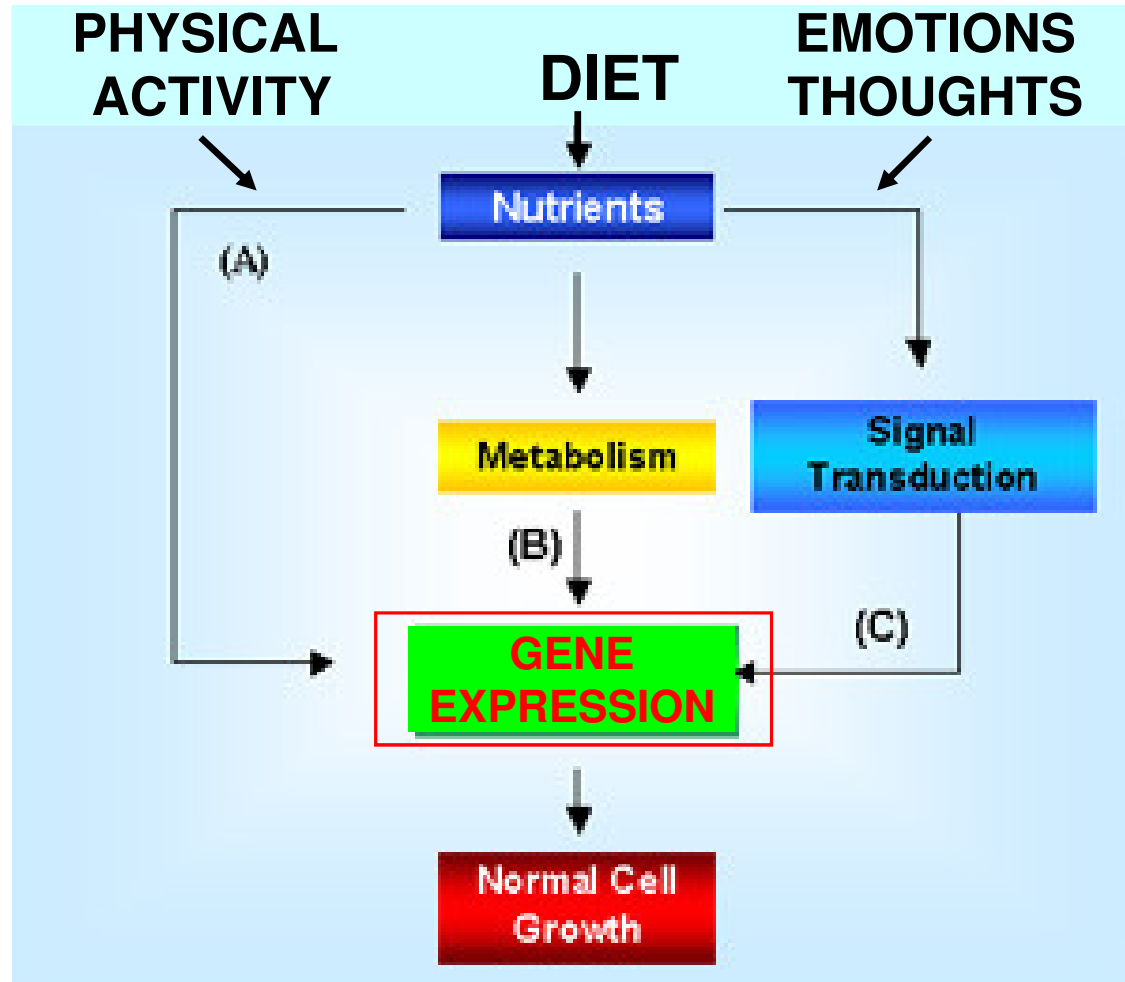 PHYSICAL
ACTIVITY
DIET
EMOTIONS
THOUGHTS
Nutrients
(A)
Metabolism
Signal
Transduction
(B)
(C)
GENE
EXPRESSION
Normal Cell
Growth